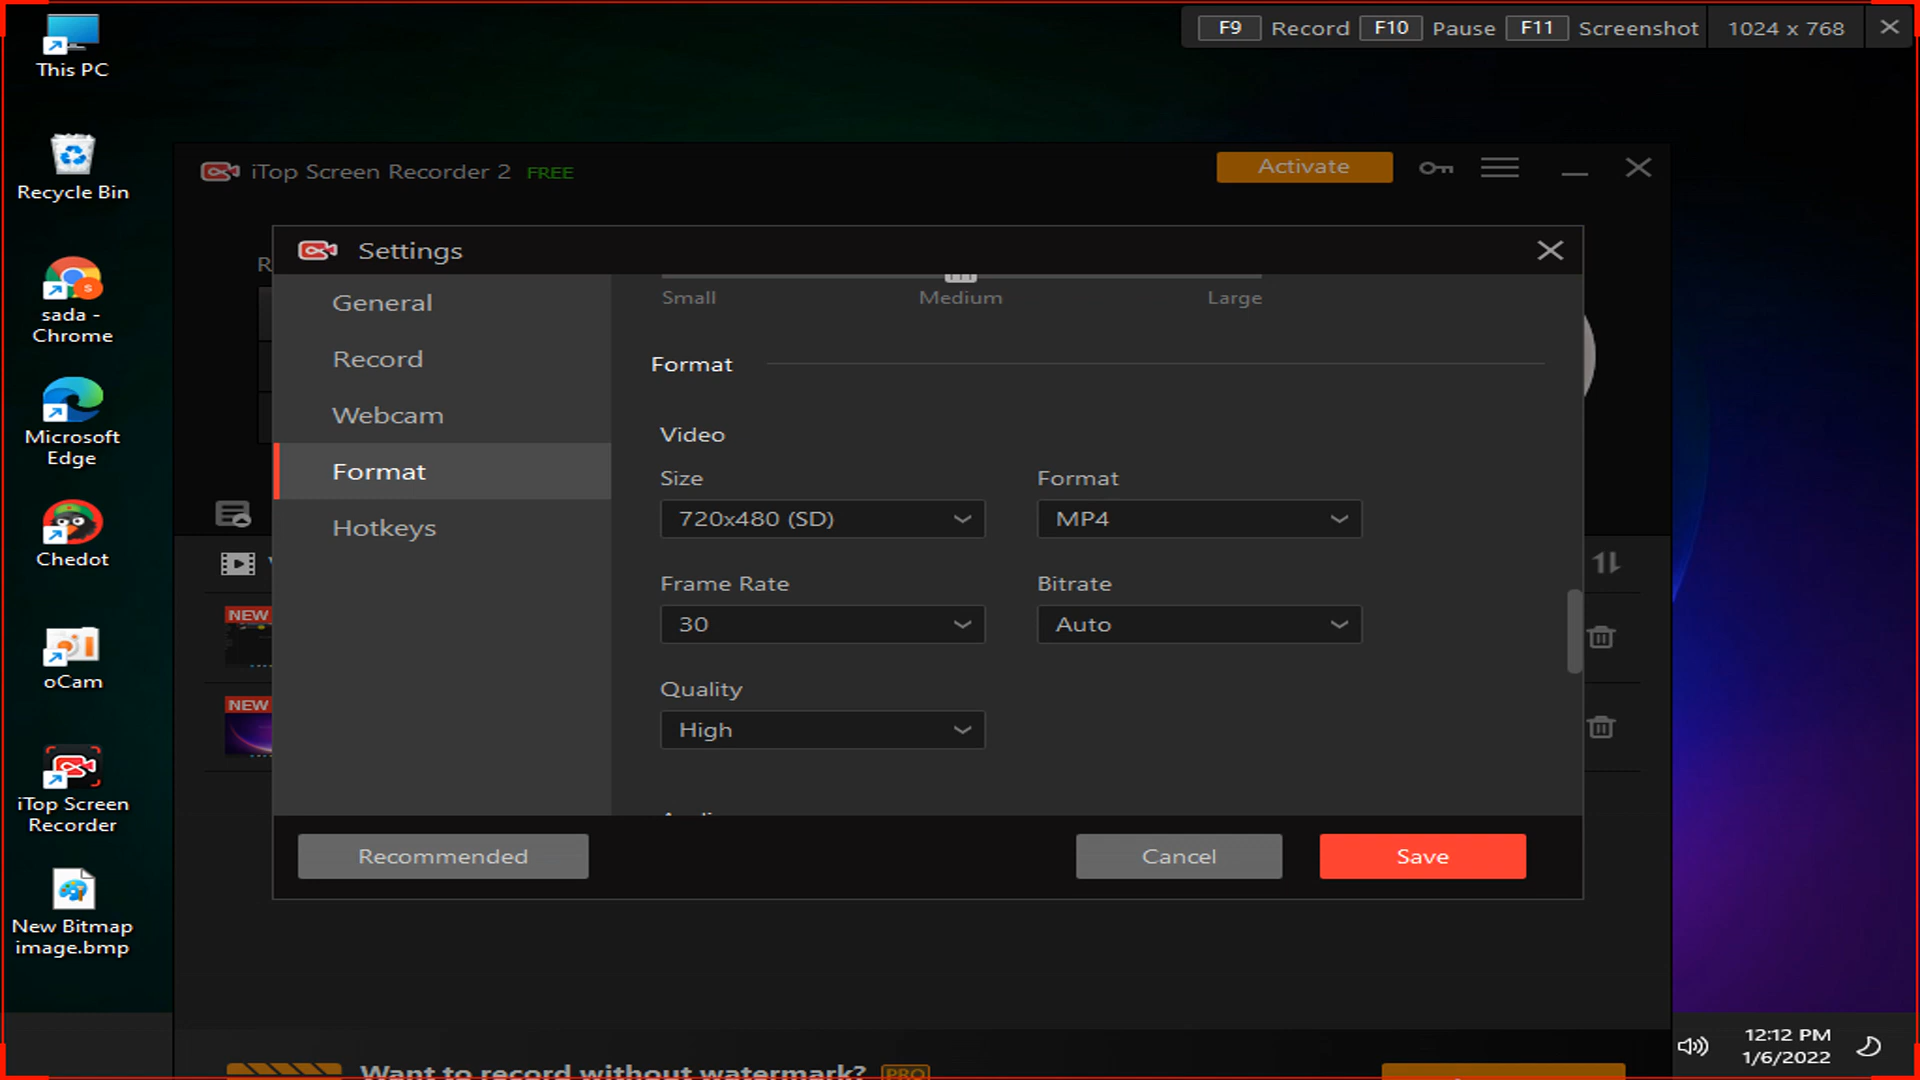 F9 Record F10 Pause F11 Screenshot 1024 x 768
This PC
Recycle Bin
sada -
Chrome
Microsoft
Edge
Chedot
oCam
iTop Screen
Recorder
New Bitmap
image.bmp
iTop Screen Recorder 2 FREE
Activate
R
Settings
General
Record
Webcam
Format
Hotkeys
Small Medium Large
Format
Video
Size Format
720x480 (SD) MP4
Frame Rate Bitrate
30 Auto
Quality
High
NEW
NEW
Recommended Cancel Save
Want to record without watermark? PRO
12:12 PM
1/6/2022